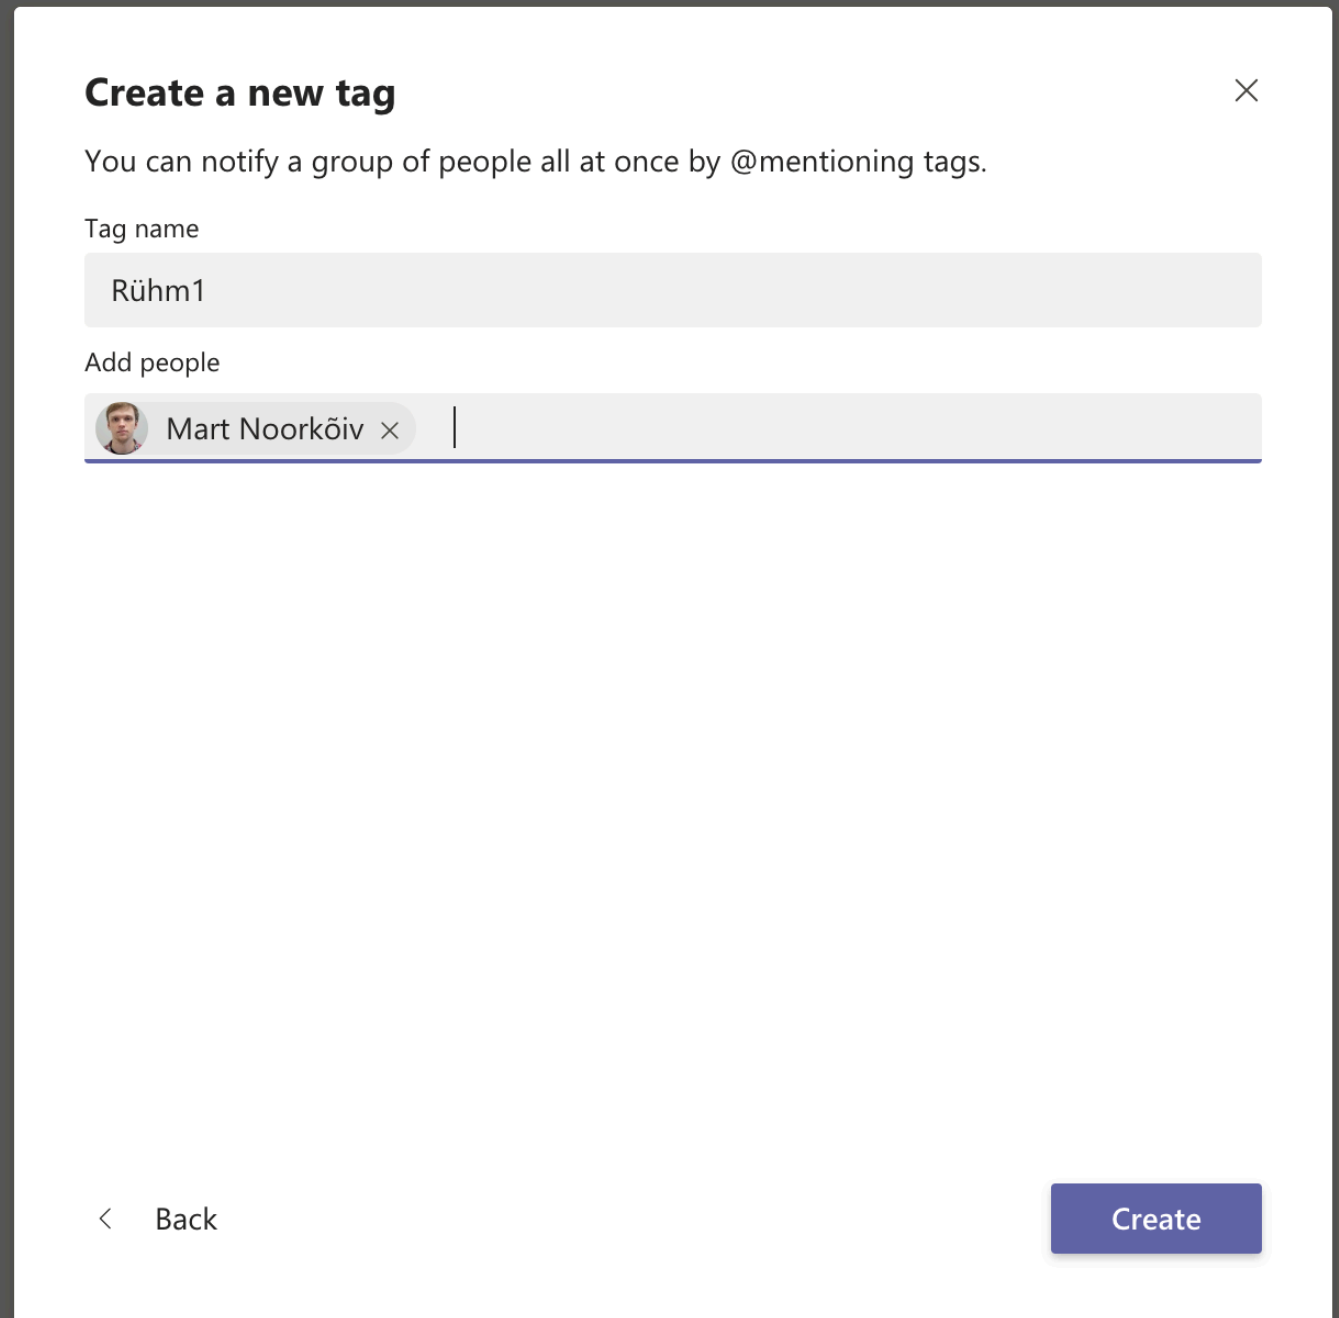 Create a new tag
You can notify a group of people all at once by @mentioning tags.
Tag name
Rühm1
Add people
Mart Noorkõiv
Back
Create